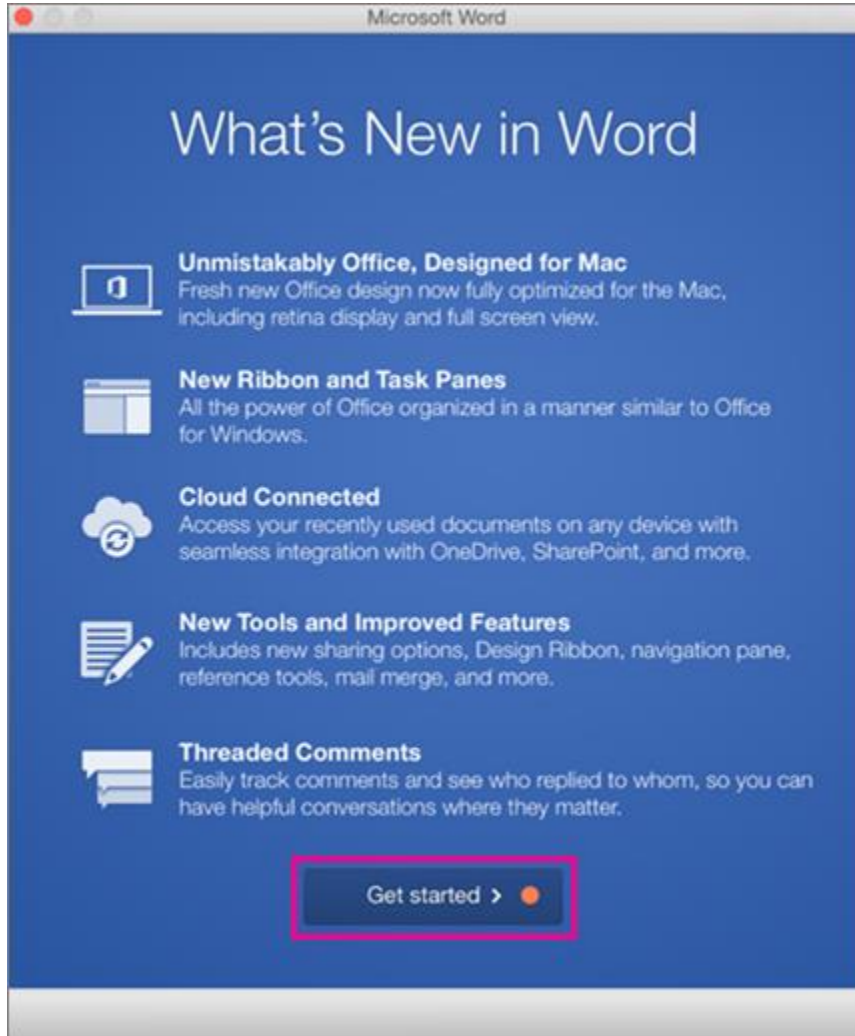 Microsoft Word
What's New in Word
Unmistakably Office, Designed for Mac
Fresh new Office design now fully optimized for the Mac,
including retina display and full screen view.
New Ribbon and Task Panes
All the power of Office organized in a manner similar to Office
for Windows.
Cloud Connected
Access your recently used documents on any device with
seamless integration with OneDrive, SharePoint, and more.
New Tools and Improved Features
Includes new sharing options, Design Ribbon, navigation pane,
reference tools, mail merge, and more.
Threaded Comments
Easily track comments and see who replied to whom, so you can
have helpful conversations where they matter.
Get started >